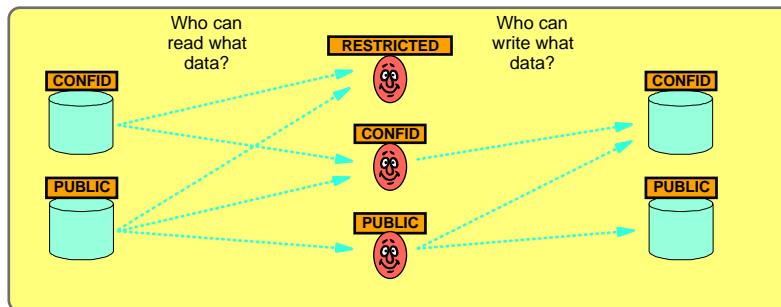 Who can
read what
data?
Who can
write what
data?
RESTRICTED
CONFID
CONFID
CONFID
PUBLIC
PUBLIC
PUBLIC